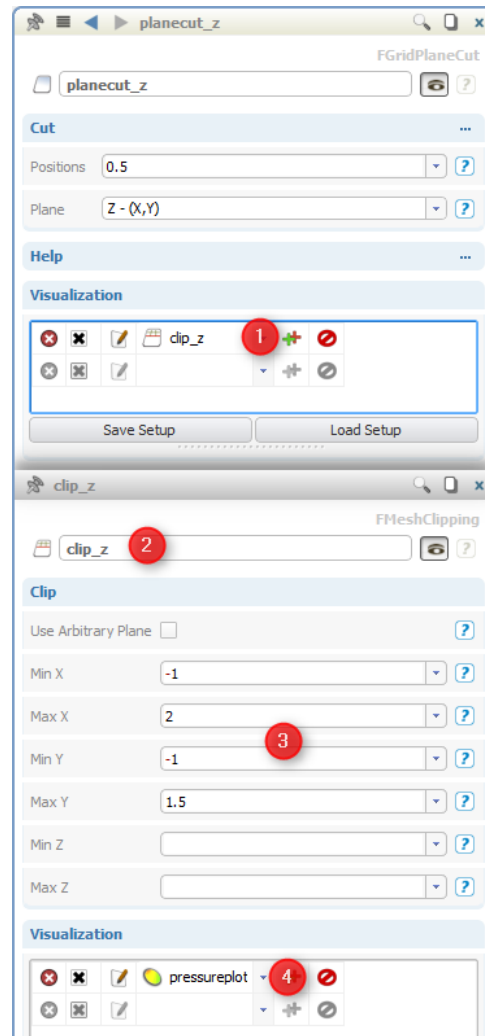 planecut_z
FGridPlaneCut
planecut_z
Cut
Positions 0.5
Plane Z - (X,Y)
Help
Visualization
clip_z 1
Save Setup Load Setup
clip_z
FMeshClipping
clip_z 2
Clip
Use Arbitrary Plane
Min X -1
Max X 2
3
Min Y -1
Max Y 1.5
Min Z
Max Z
Visualization
pressureplot 4